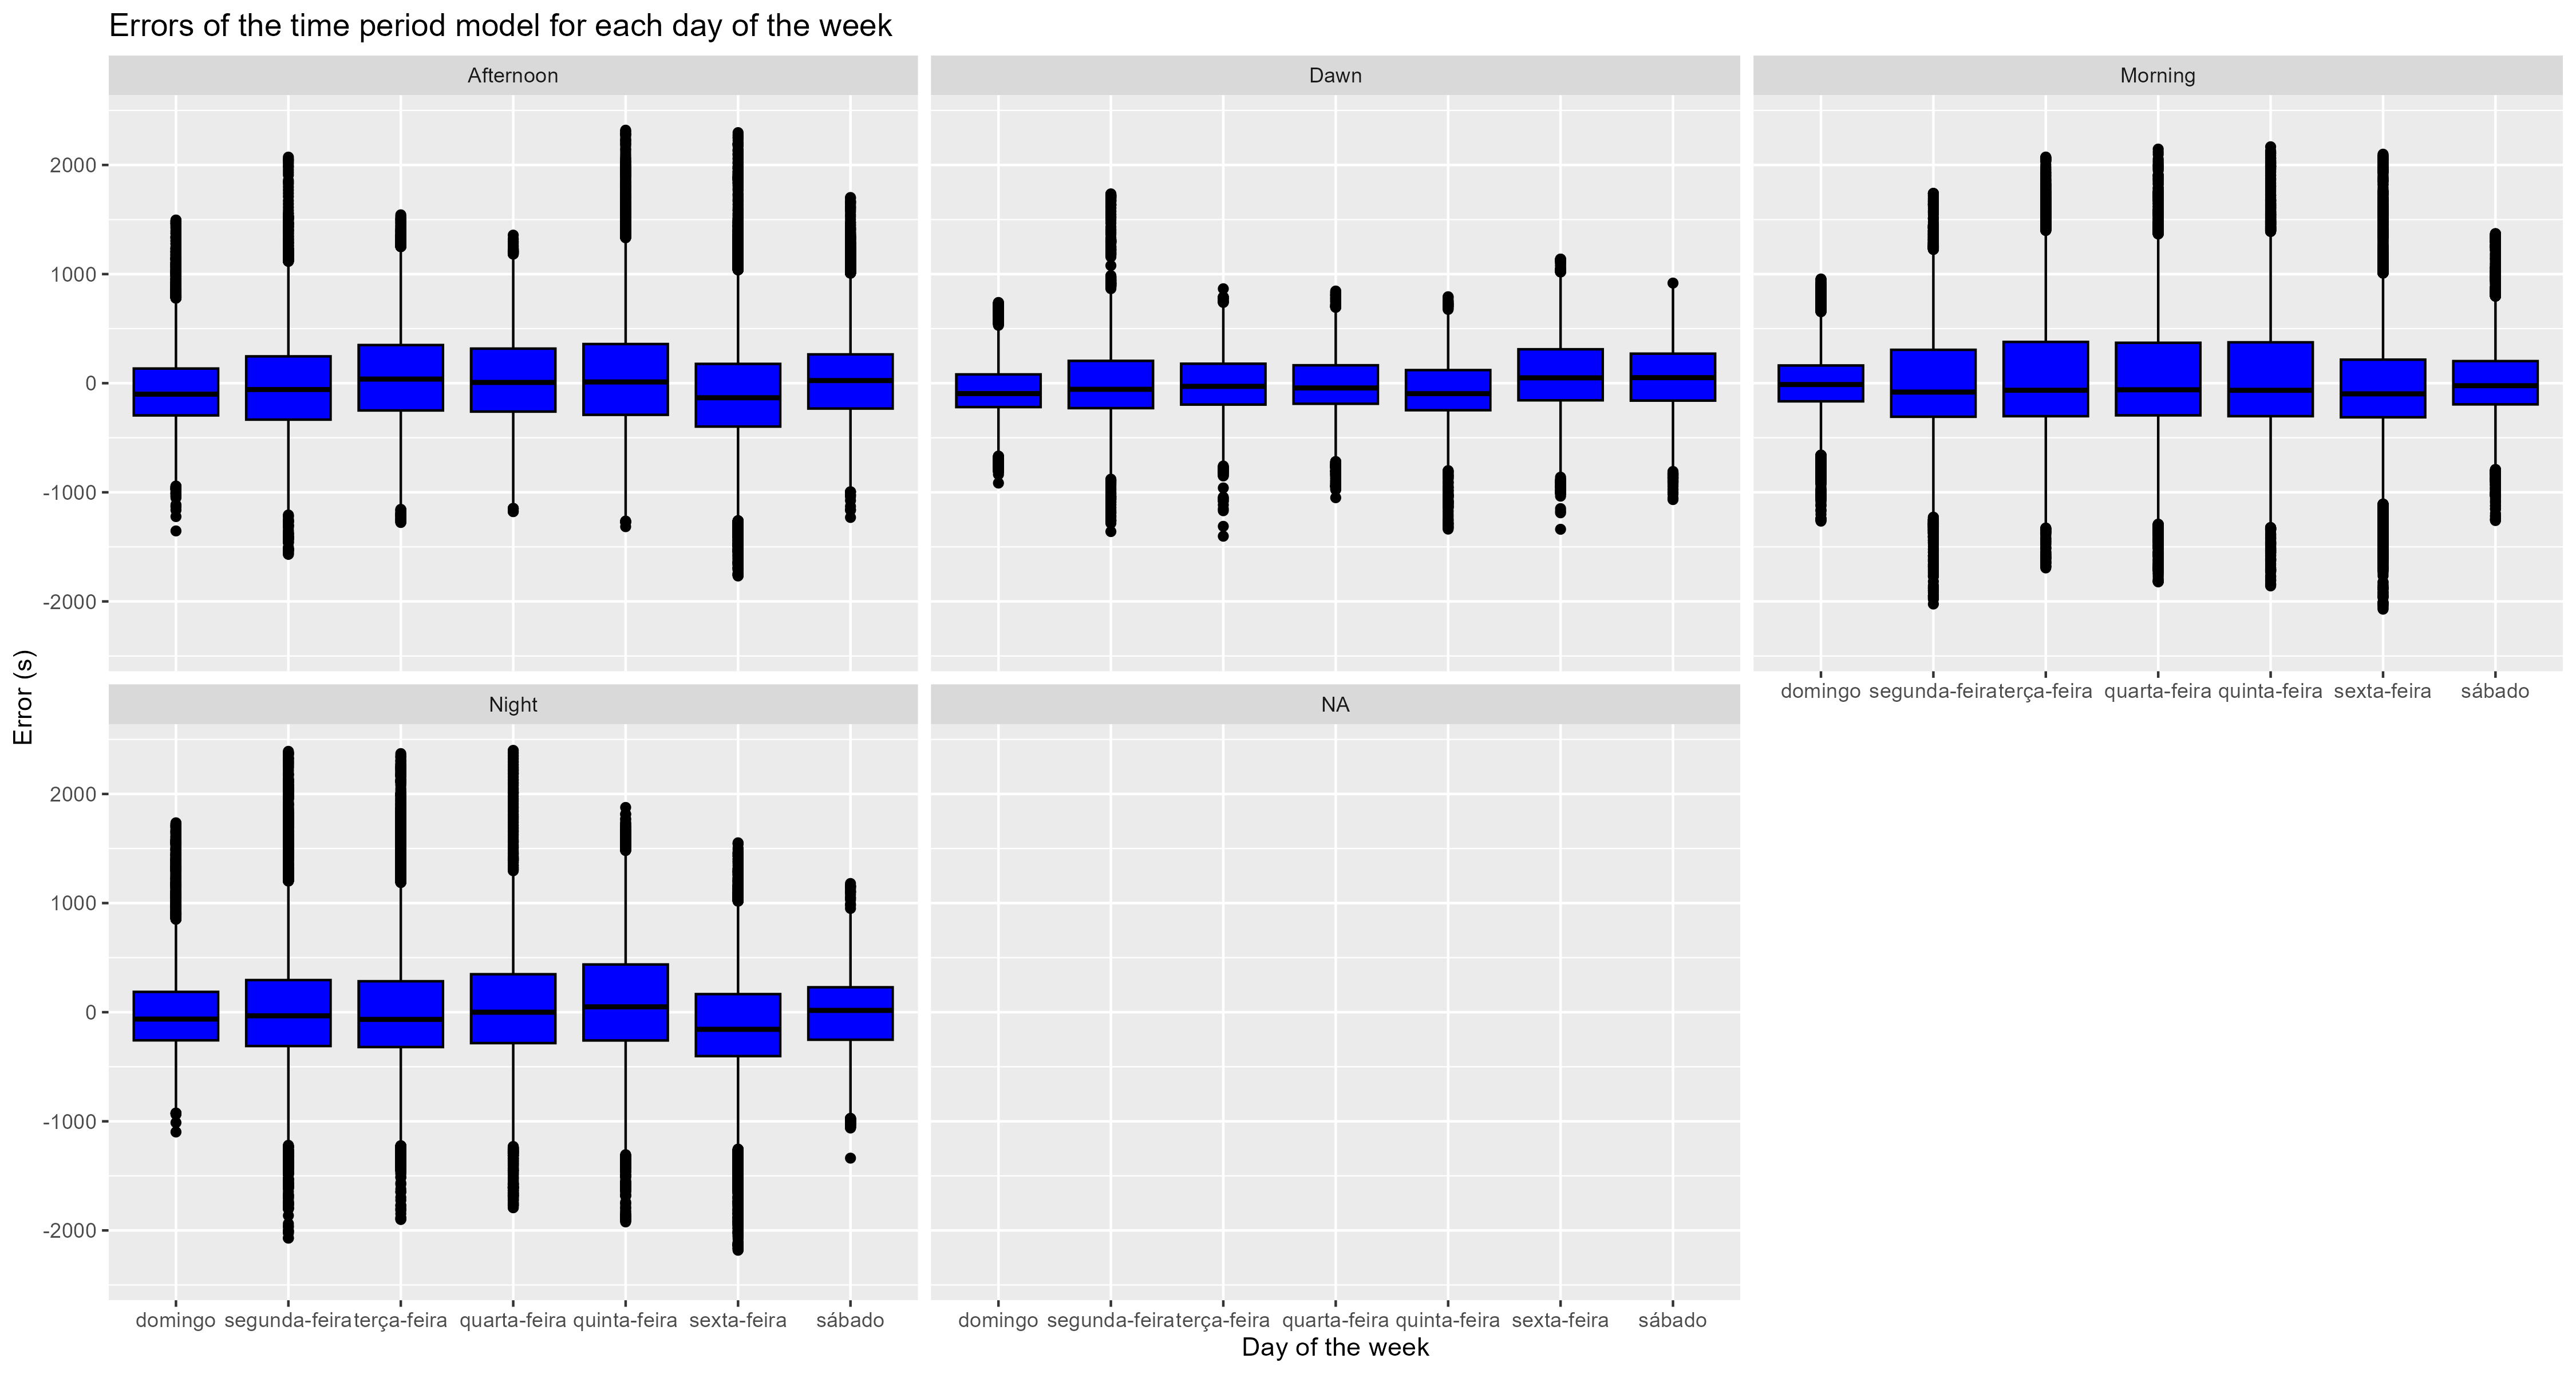 Errors of the time period model for each day of the week
Afternoon Dawn Morning
2000
1000
0
-1000
-2000
domingo segunda-feira terça-feira quarta-feira quinta-feira sexta-feira sábado
Error (s)
Night NA
2000
1000
0
-1000
-2000
domingo segunda-feira terça-feira quarta-feira quinta-feira sexta-feira sábado domingo segunda-feira terça-feira quarta-feira quinta-feira sexta-feira sábado
Day of the week